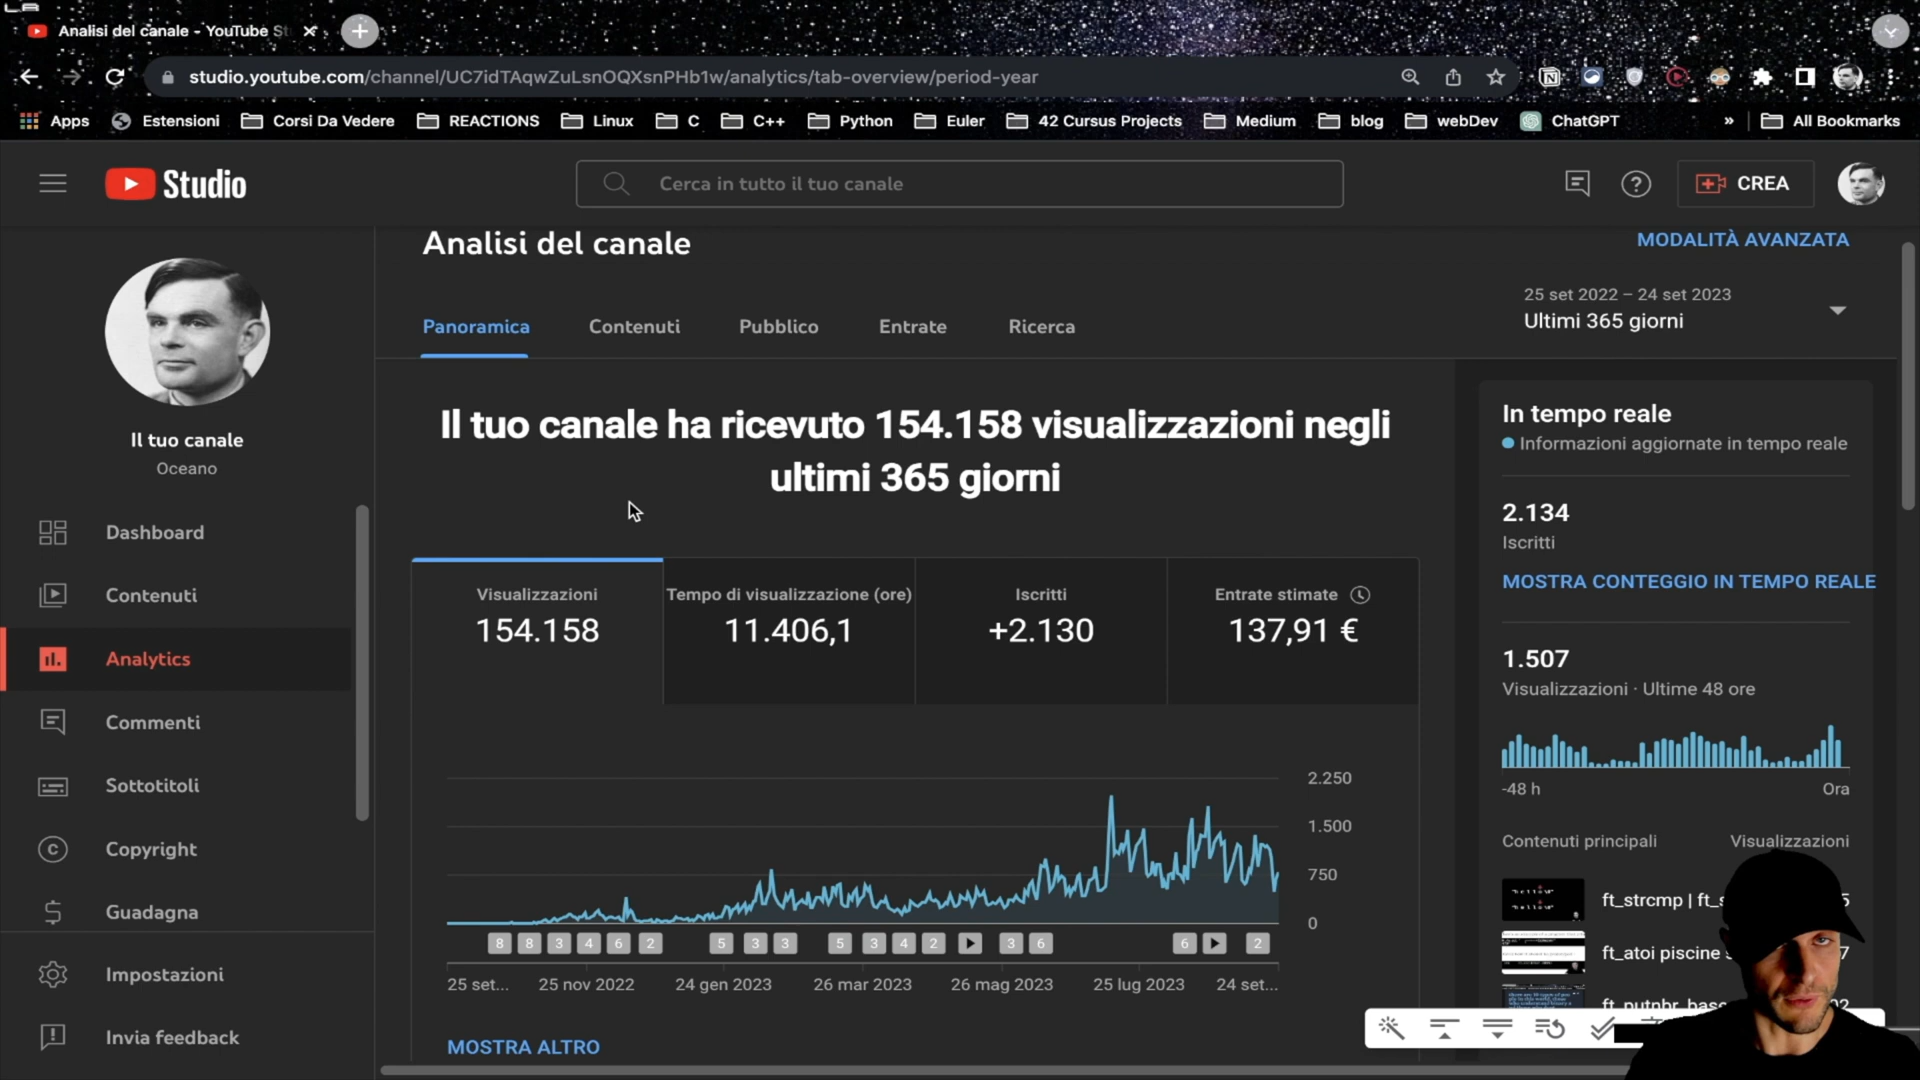 Analisi del canale - YouTube St
studio.youtube.com/channel/UC7idTAqwZuLsnOQXsnPHb1w/analytics/tab-overview/period-year
Apps Estensioni Corsi Da Vedere REACTIONS Linux C C++ Python Euler 42 Cursus Projects Medium blog webDev ChatGPT » All Bookmarks
Studio
Cerca in tutto il tuo canale
CREA
Analisi del canale
MODALITÀ AVANZATA
25 set 2022 – 24 set 2023
Ultimi 365 giorni
Panoramica Contenuti Pubblico Entrate Ricerca
Il tuo canale
Oceano
Dashboard
Contenuti
Analytics
Commenti
Sottotitoli
Copyright
Guadagna
Impostazioni
Invia feedback
Il tuo canale ha ricevuto 154.158 visualizzazioni negli
ultimi 365 giorni
Visualizzazioni
154.158
Tempo di visualizzazione (ore)
11.406,1
Iscritti
+2.130
Entrate stimate
137,91 €
2.250
1.500
750
0
8 8 3 4 6 2 5 3 3 5 3 4 2 3 6 6 2
25 set... 25 nov 2022 24 gen 2023 26 mar 2023 26 mag 2023 25 lug 2023 24 set...
MOSTRA ALTRO
In tempo reale
Informazioni aggiornate in tempo reale
2.134
Iscritti
MOSTRA CONTEGGIO IN TEMPO REALE
1.507
Visualizzazioni · Ultime 48 ore
-48 h Ora
Contenuti principali Visualizzazioni
ft_strcmp | ft_s 5
ft_atoi piscine 7
ft_putnbr_base 02